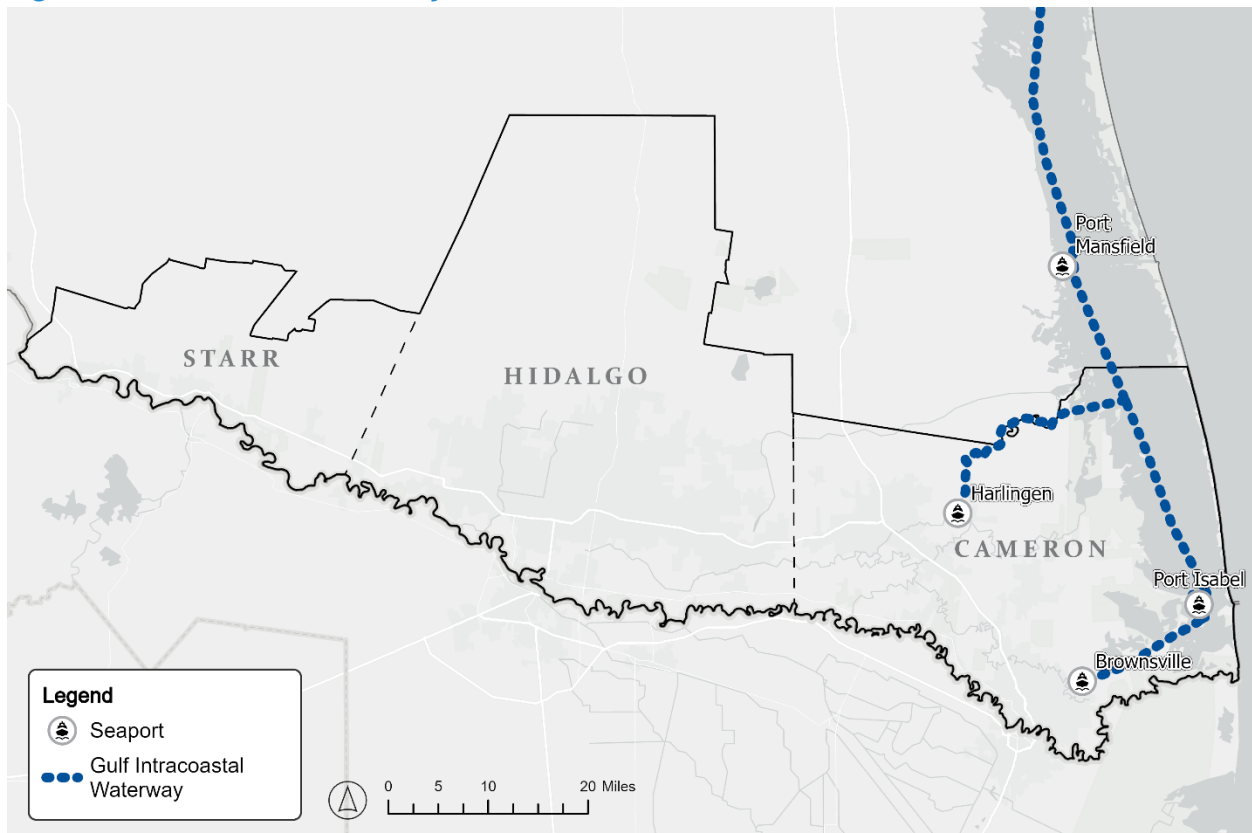 Port
Mansfield
STARR
HIDALGO
Harlingen
CAMERON
Port Isabel
Brownsville
Legend
Seaport
Gulf Intracoastal
Waterway
0 5 10 20 Miles